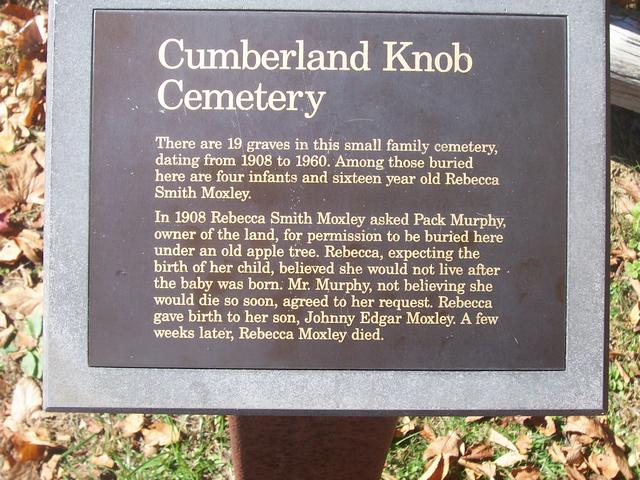 Cumberland Knob
Cemetery
There are 19 graves in this small family cemetery,
dating from 1908 to 1960. Among those buried
here are four infants and sixteen year old Rebecca
Smith Moxley.
In 1908 Rebecca Smith Moxley asked Pack Murphy,
owner of the land, for permission to be buried here
under an old apple tree. Rebecca, expecting the
birth of her child, believed she would not live after
the baby was born. Mr. Murphy, not believing she
would die so soon, agreed to her request. Rebecca
gave birth to her son, Johnny Edgar Moxley. A few
weeks later, Rebecca Moxley died.